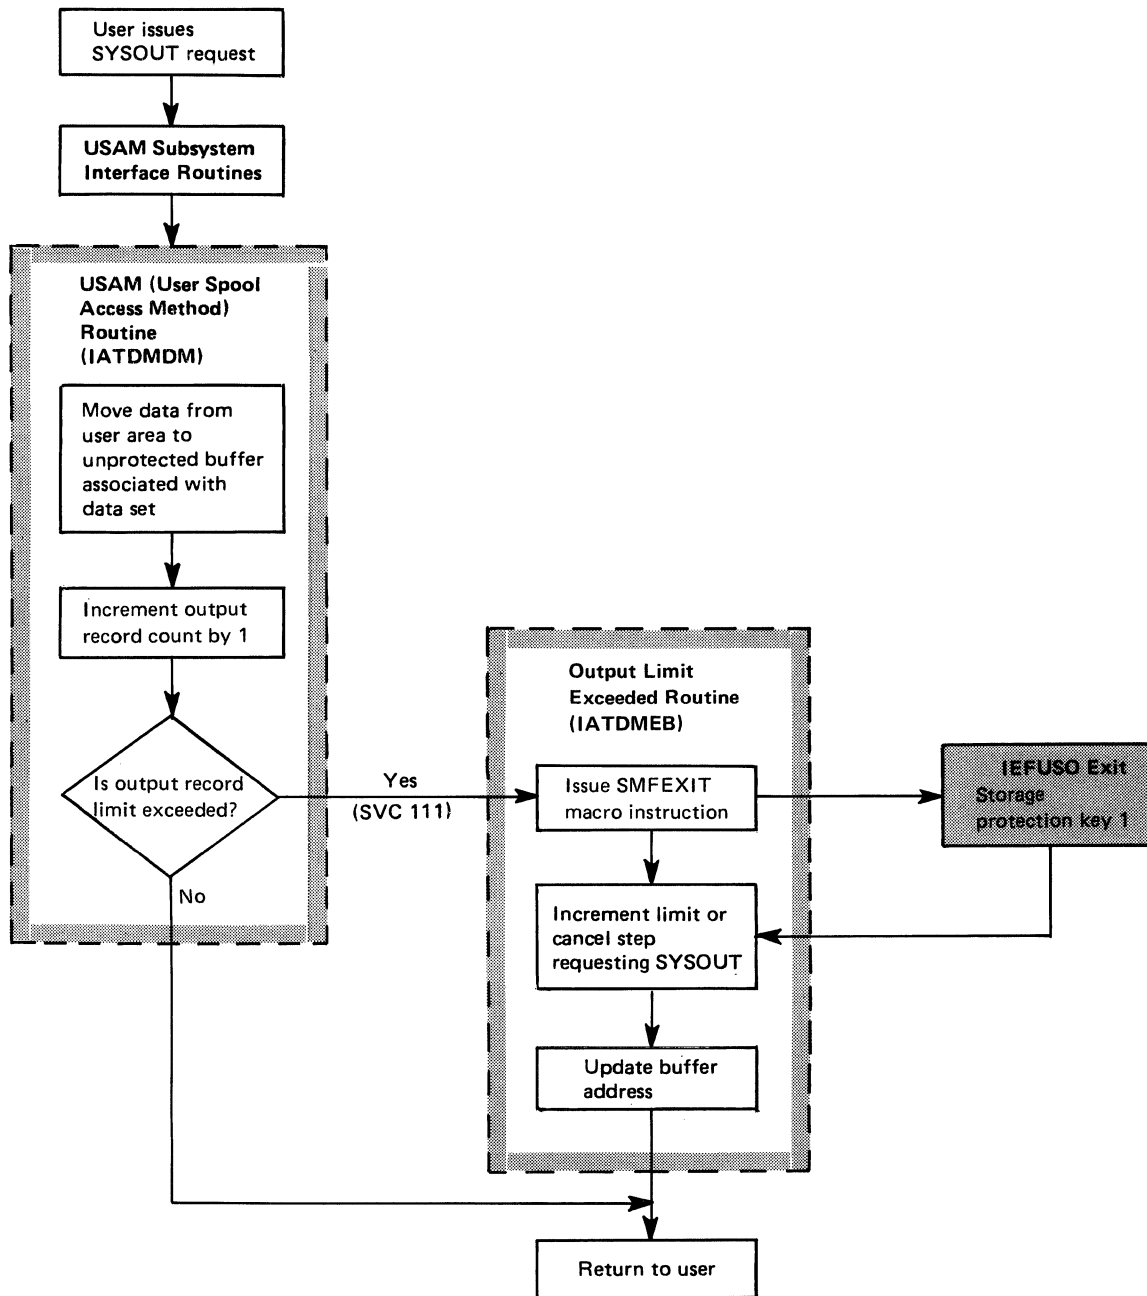 User issues
SYSOUT request
USAM Subsystem
Interface Routines
USAM (User Spool
Access Method)
Routine
(IATDMDM)
Move data from
user area to
unprotected buffer
associated with
data set
Increment output
record count by 1
Is output record
limit exceeded?
Yes
(SVC 111)
No
Output Limit
Exceeded Routine
(IATDMEB)
Issue SMFEXIT
macro instruction
IEFUSO Exit
Storage
protection key 1
Increment limit or
cancel step
requesting SYSOUT
Update buffer
address
Return to user